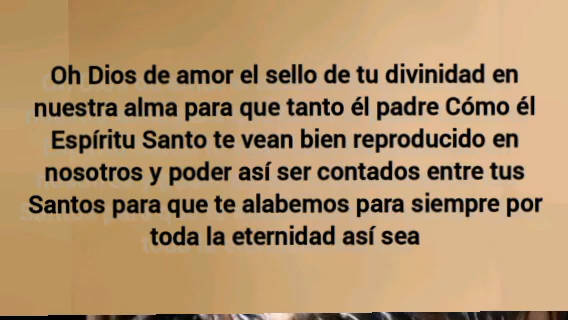 Oh Dios de amor el sello de tu divinidad en
nuestra alma para que tanto él padre Cómo él
Espíritu Santo te vean bien reproducido en
nosotros y poder así ser contados entre tus
Santos para que te alabemos para siempre por
toda la eternidad así sea